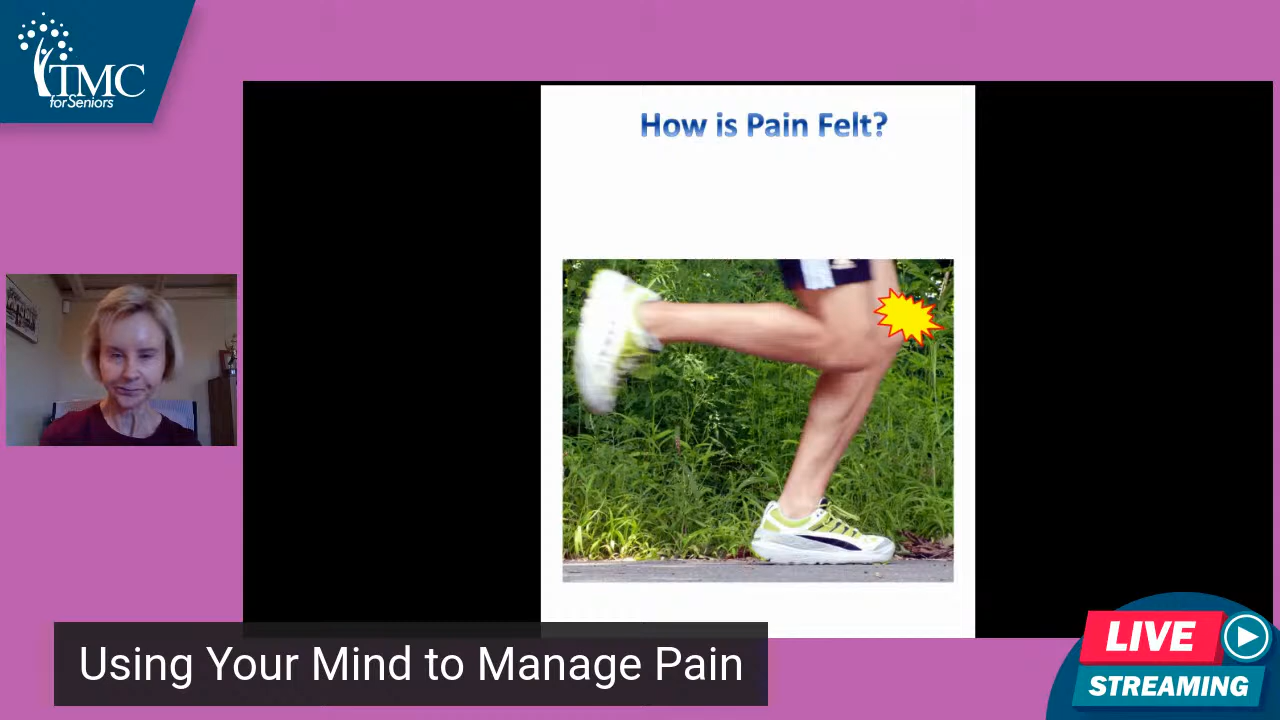 TMC
for Seniors
How is Pain Felt?
Using Your Mind to Manage Pain
LIVE
STREAMING